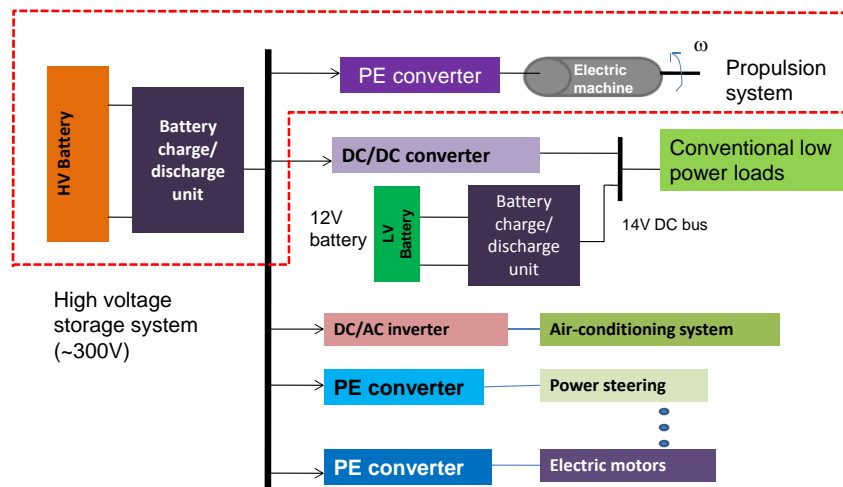 HV Battery
Battery
charge/
discharge
unit
PE converter
Electric
machine
ω
Propulsion
system
DC/DC converter
Conventional low
power loads
12V
battery
LV
Battery
Battery
charge/
discharge
unit
14V DC bus
High voltage
storage system
(~300V)
DC/AC inverter
Air-conditioning system
PE converter
Power steering
PE converter
Electric motors